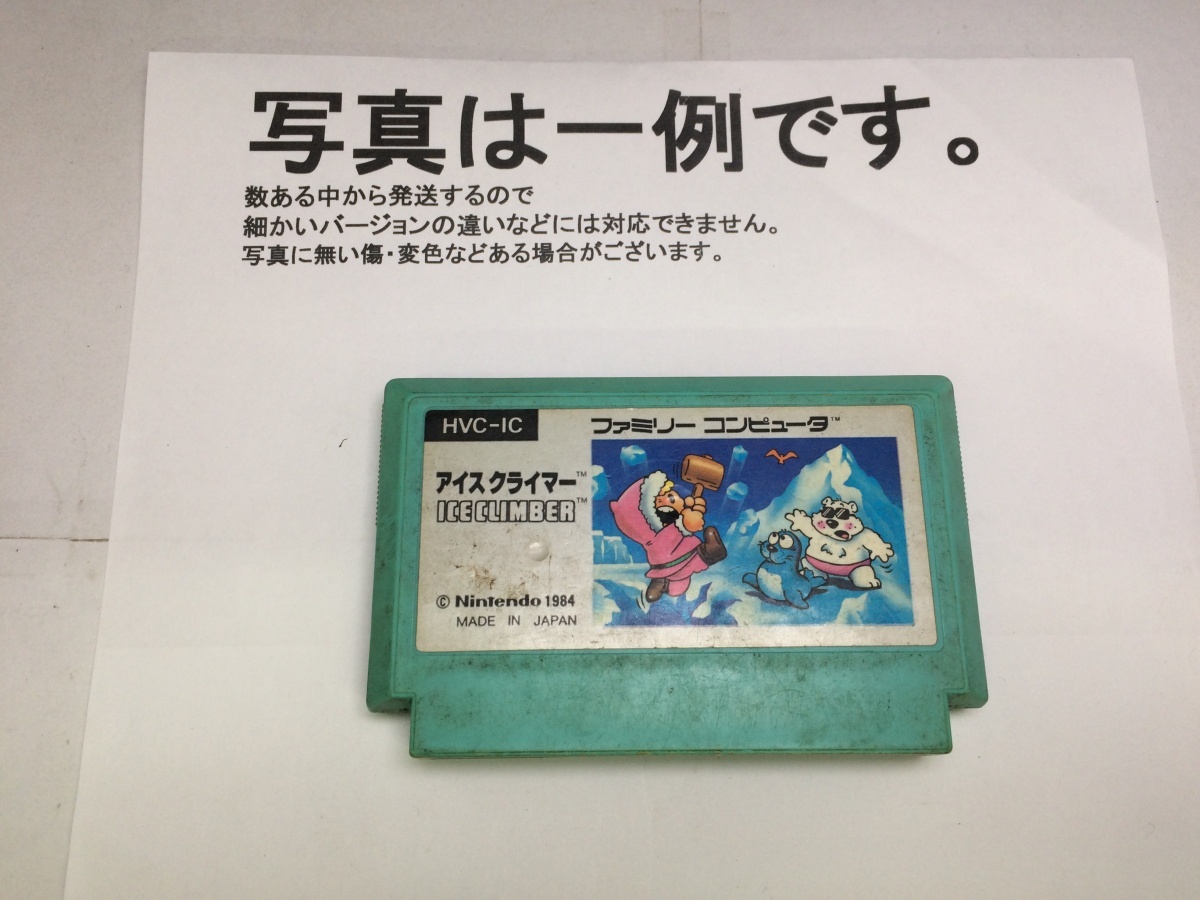 写真は一例です。
数ある中から発送するので
細かいバージョンの違いなどには対応できません。
写真に無い傷・変色などある場合がございます。
HVC-IC
ファミリー コンピュータ™
アイスクライマー™
ICE CLIMBER™
© Nintendo 1984
MADE IN JAPAN